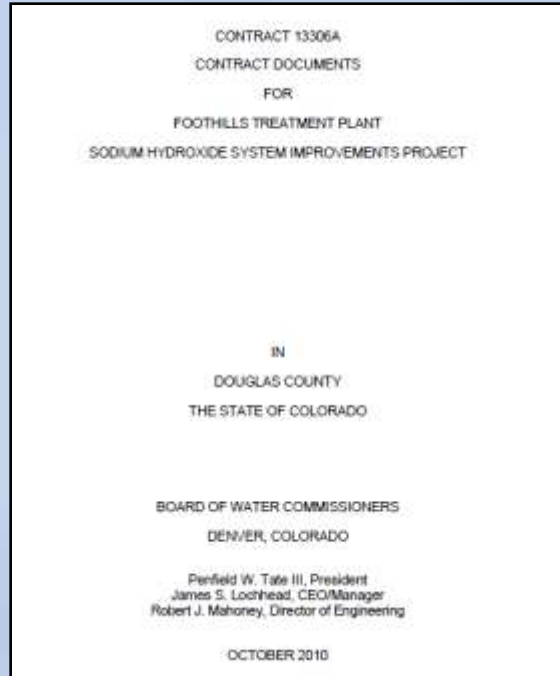 CONTRACT 13306A
CONTRACT DOCUMENTS
FOR
FOOTHILLS TREATMENT PLANT
SODIUM HYDROXIDE SYSTEM IMPROVEMENTS PROJECT
IN
DOUGLAS COUNTY
THE STATE OF COLORADO
BOARD OF WATER COMMISSIONERS
DENVER, COLORADO
Penfield W. Tate III, President
James S. Lochhead, CEO/Manager
Robert J. Mahoney, Director of Engineering
OCTOBER 2010